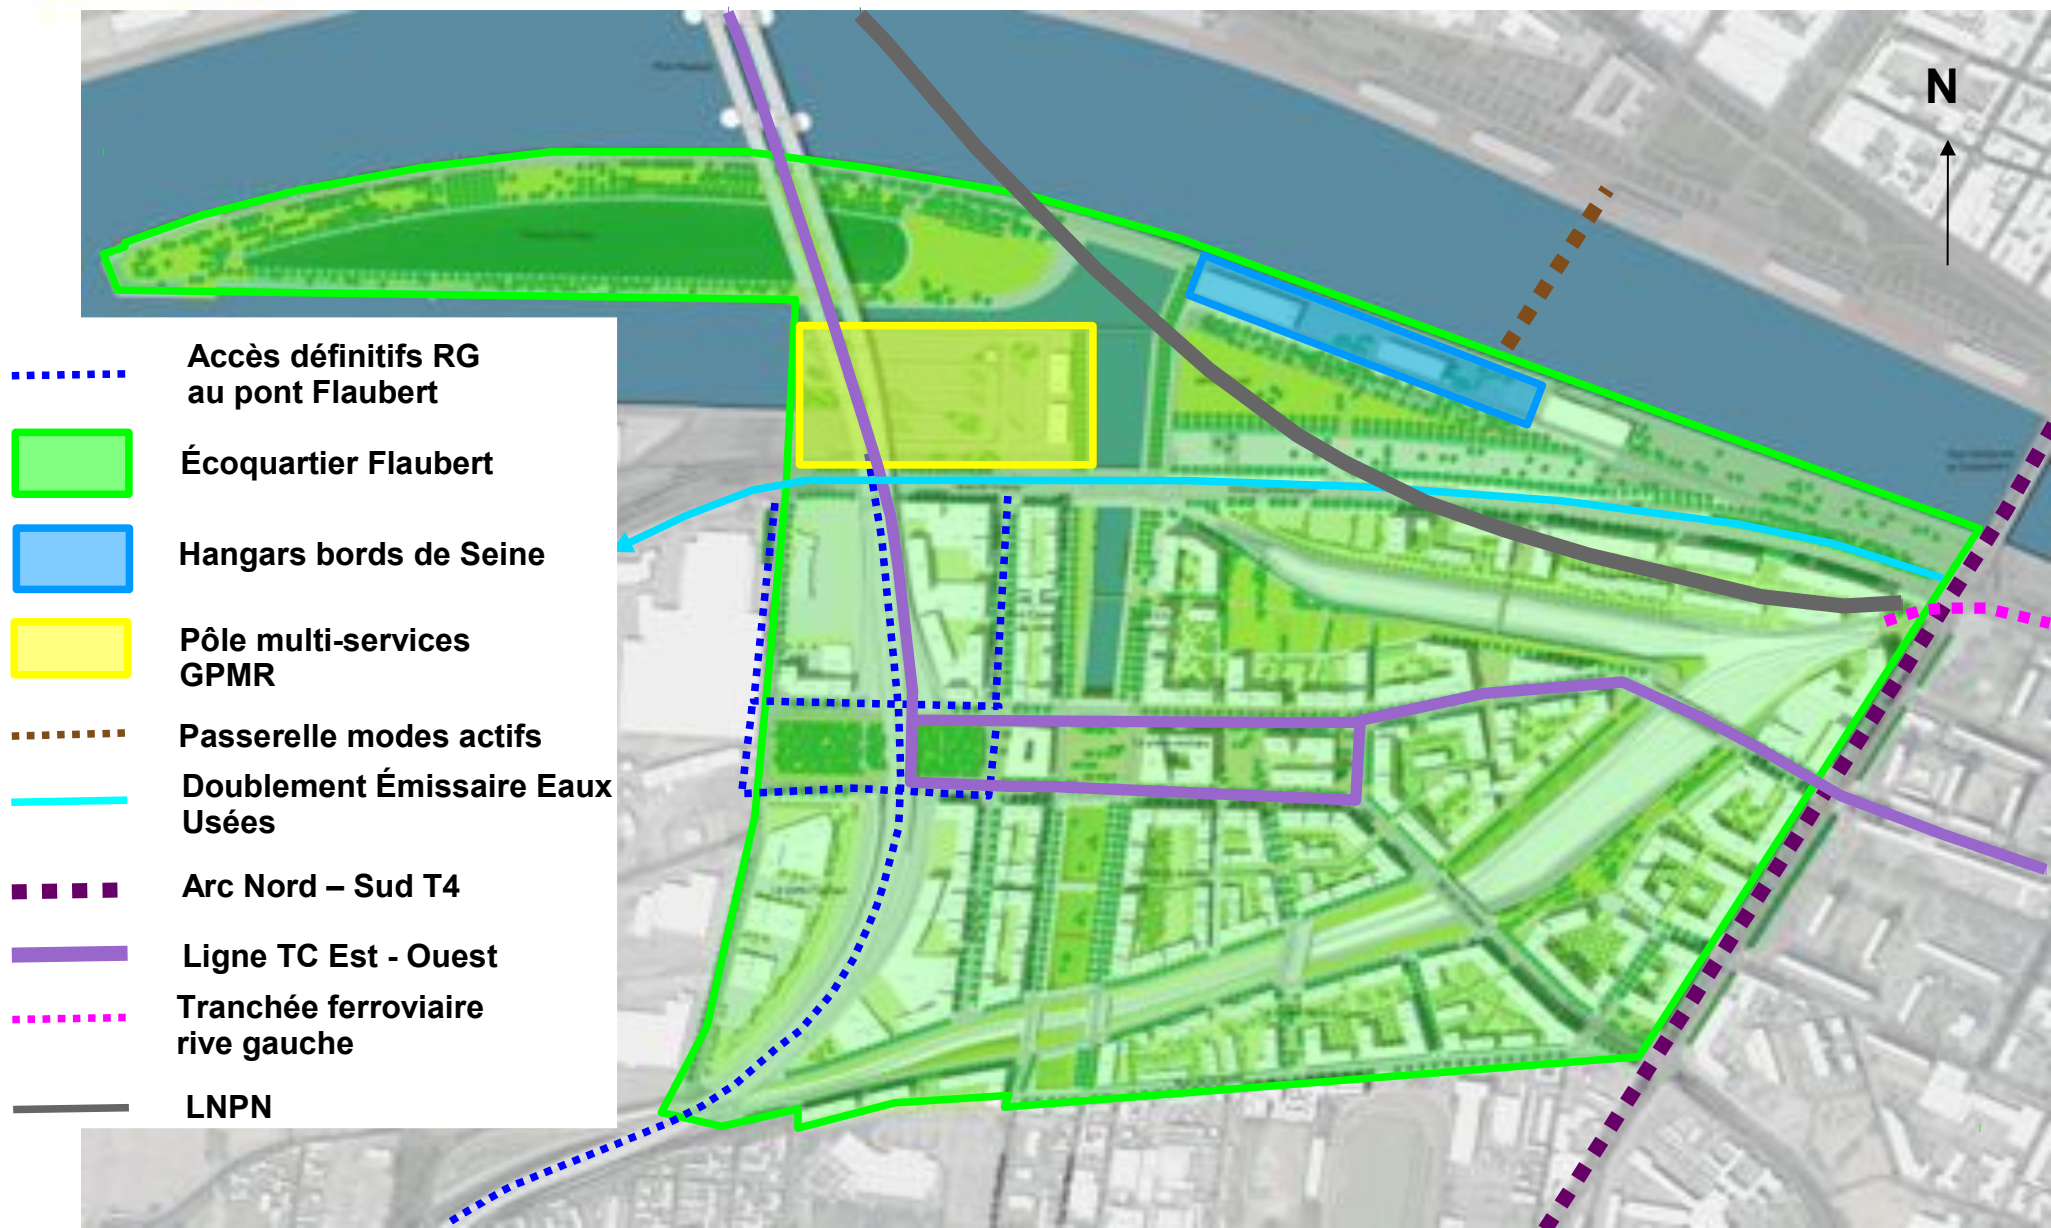 N
Accès définitifs RG
au pont Flaubert
Écoquartier Flaubert
Hangars bords de Seine
Pôle multi-services
GPMR
Passerelle modes actifs
Doublement Émissaire Eaux
Usées
Arc Nord – Sud T4
Ligne TC Est - Ouest
Tranchée ferroviaire
rive gauche
LNPN